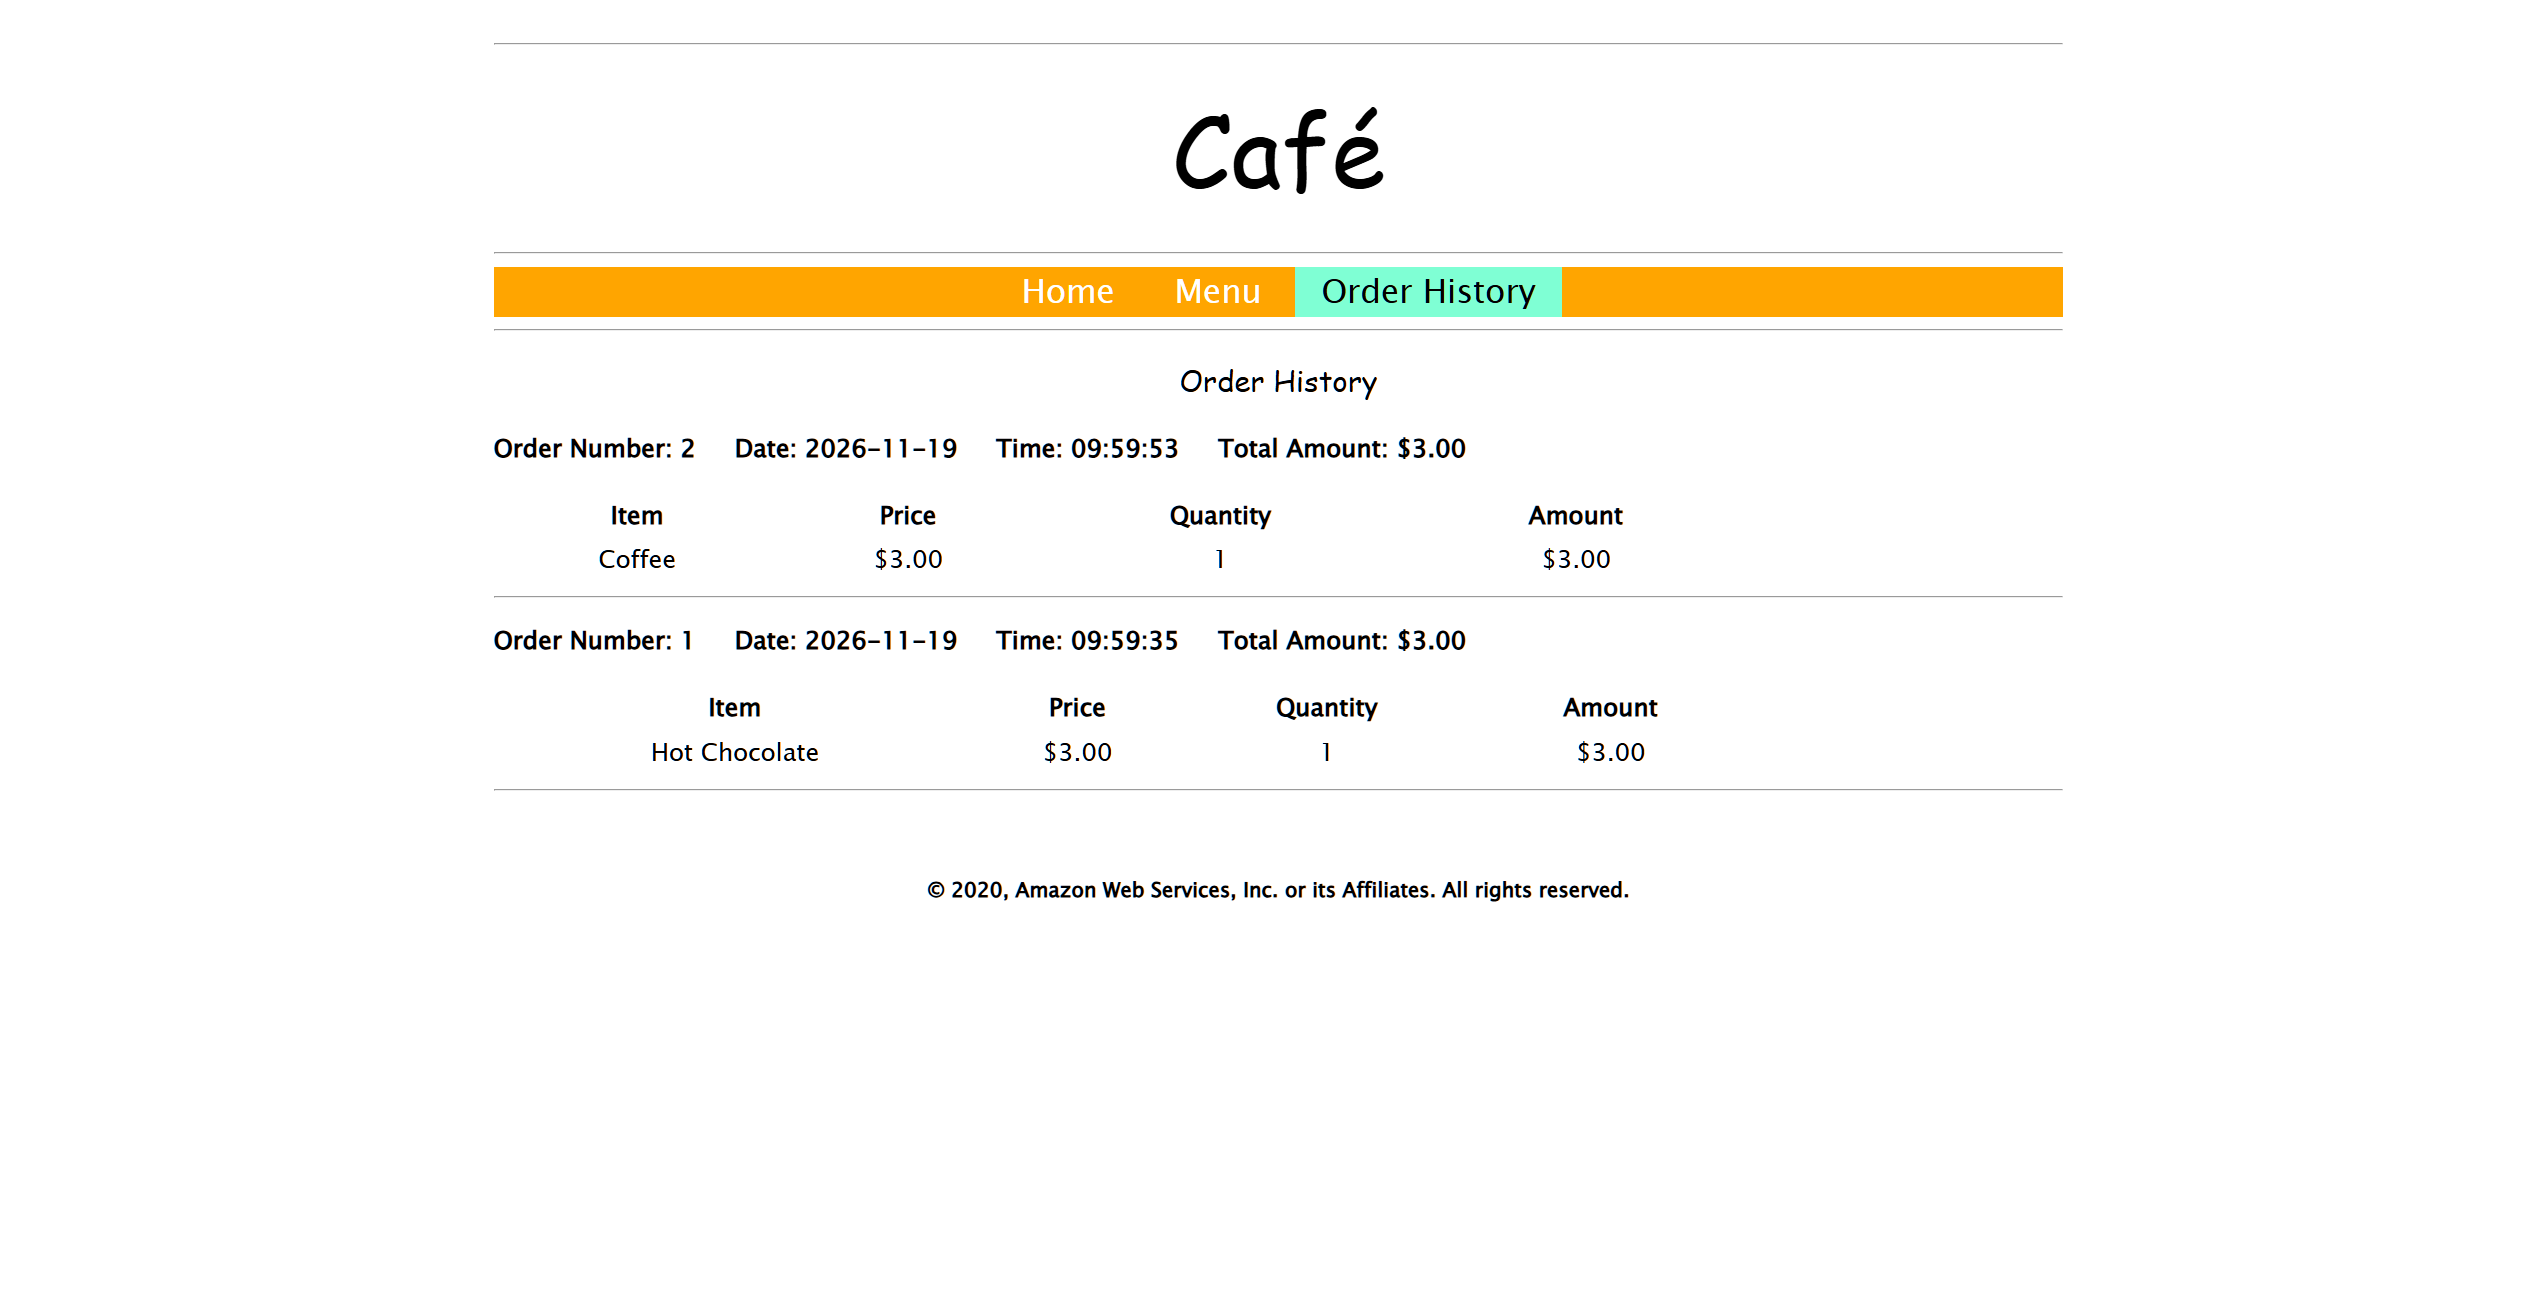 Café
Home Menu Order History
Order History
Order Number: 2 Date: 2026-11-19 Time: 09:59:53 Total Amount: $3.00
Item Price Quantity Amount
Coffee $3.00 1 $3.00
Order Number: 1 Date: 2026-11-19 Time: 09:59:35 Total Amount: $3.00
Item Price Quantity Amount
Hot Chocolate $3.00 1 $3.00
© 2020, Amazon Web Services, Inc. or its Affiliates. All rights reserved.